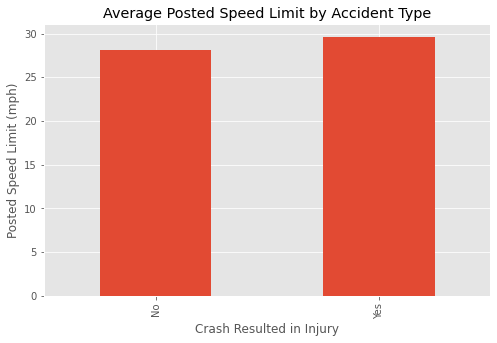 Average Posted Speed Limit by Accident Type
Posted Speed Limit (mph)
30
25
20
15
10
5
0
No
Yes
Crash Resulted in Injury